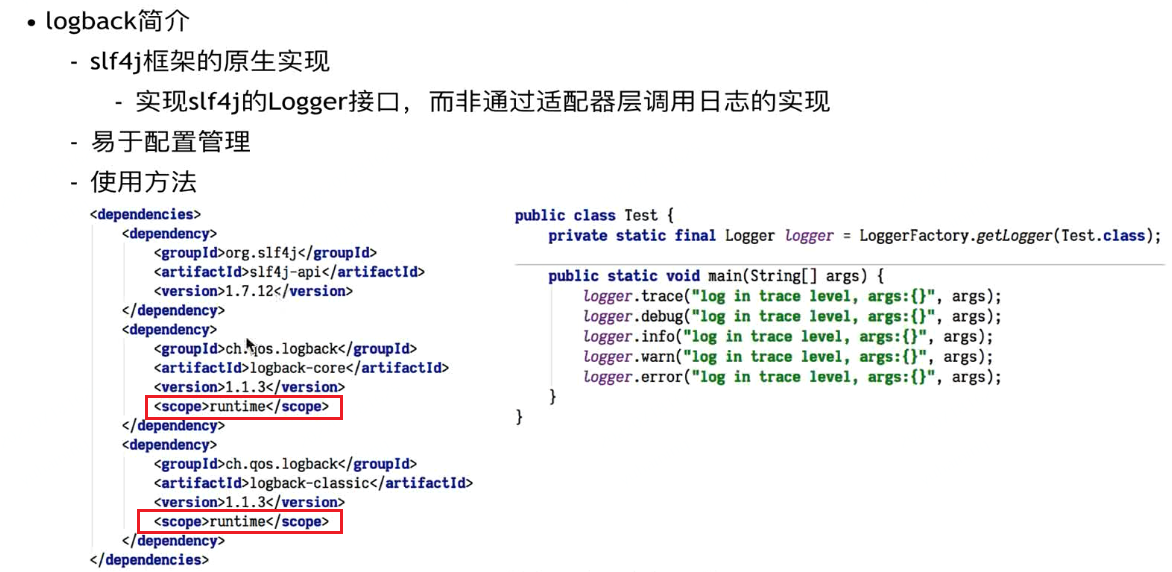 • logback简介
- slf4j框架的原生实现
- 实现slf4j的Logger接口，而非通过适配器层调用日志的实现
- 易于配置管理
- 使用方法
<dependencies>
<dependency>
<groupId>org.slf4j</groupId>
<artifactId>slf4j-api</artifactId>
<version>1.7.12</version>
</dependency>
<dependency>
<groupId>ch.qos.logback</groupId>
<artifactId>logback-core</artifactId>
<version>1.1.3</version>
<scope>runtime</scope>
</dependency>
<dependency>
<groupId>ch.qos.logback</groupId>
<artifactId>logback-classic</artifactId>
<version>1.1.3</version>
<scope>runtime</scope>
</dependency>
</dependencies>
public class Test {
private static final Logger logger = LoggerFactory.getLogger(Test.class);
public static void main(String[] args) {
logger.trace("log in trace level, args:{}", args);
logger.debug("log in trace level, args:{}", args);
logger.info("log in trace level, args:{}", args);
logger.warn("log in trace level, args:{}", args);
logger.error("log in trace level, args:{}", args);
}
}